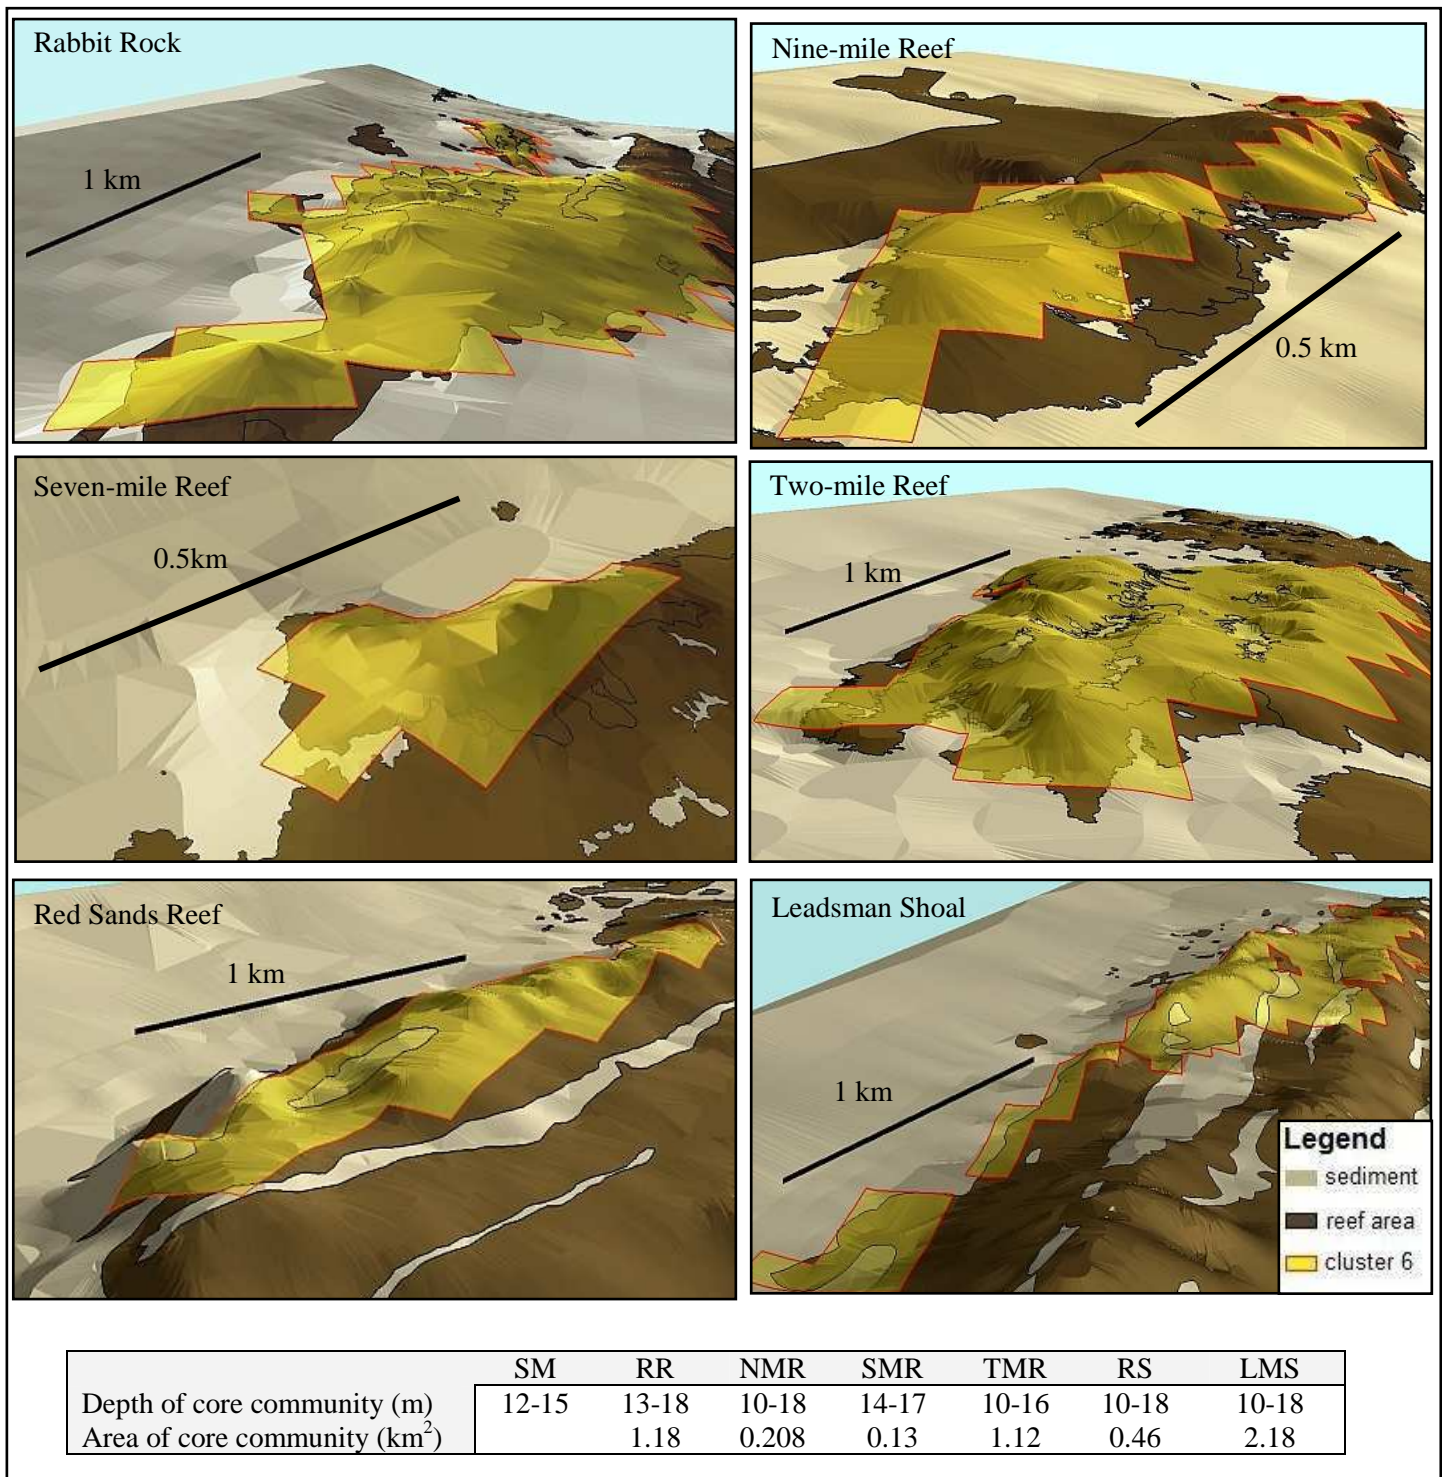 Rabbit Rock
1 km
Nine-mile Reef
0.5 km
Seven-mile Reef
0.5km
Two-mile Reef
1 km
Red Sands Reef
1 km
Leadsman Shoal
1 km
Legend
sediment
reef area
cluster 6
SM RR NMR SMR TMR RS LMS
Depth of core community (m) 12-15 13-18 10-18 14-17 10-16 10-18 10-18
Area of core community (km²) 1.18 0.208 0.13 1.12 0.46 2.18